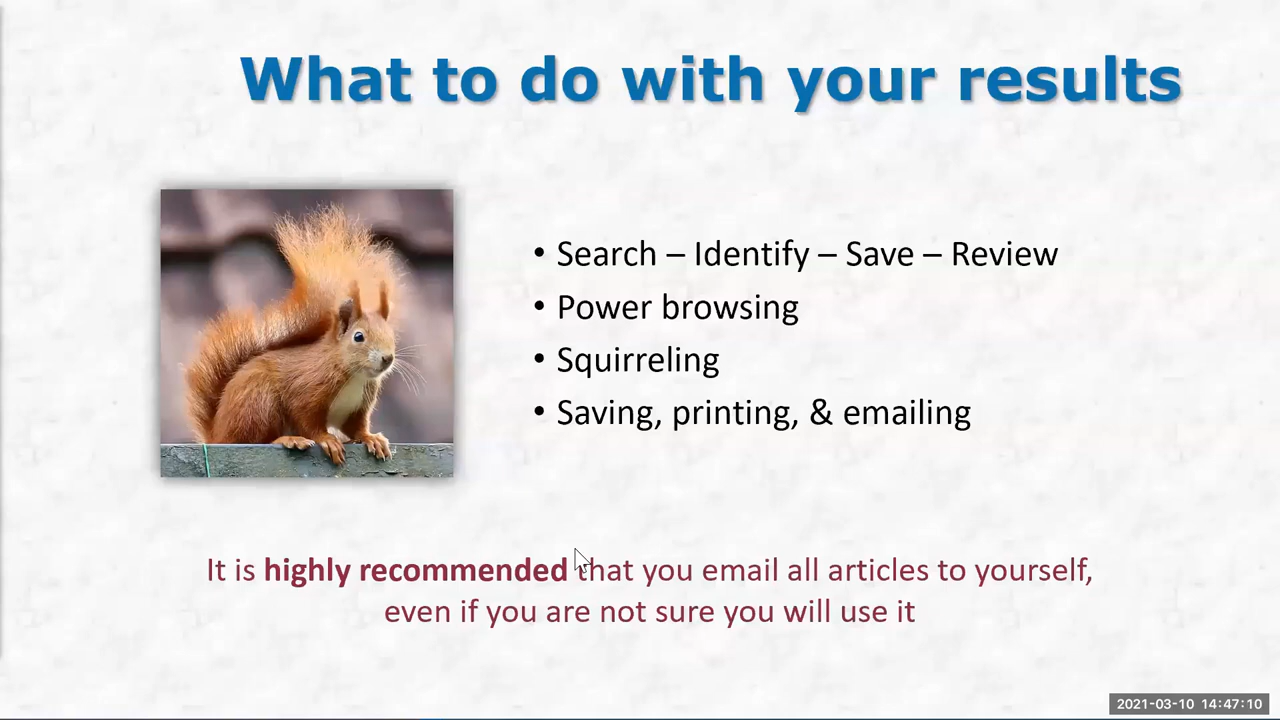 What to do with your results
• Search – Identify – Save – Review
• Power browsing
• Squirreling
• Saving, printing, & emailing
It is highly recommended that you email all articles to yourself,
even if you are not sure you will use it
2021-03-10 14:47:10